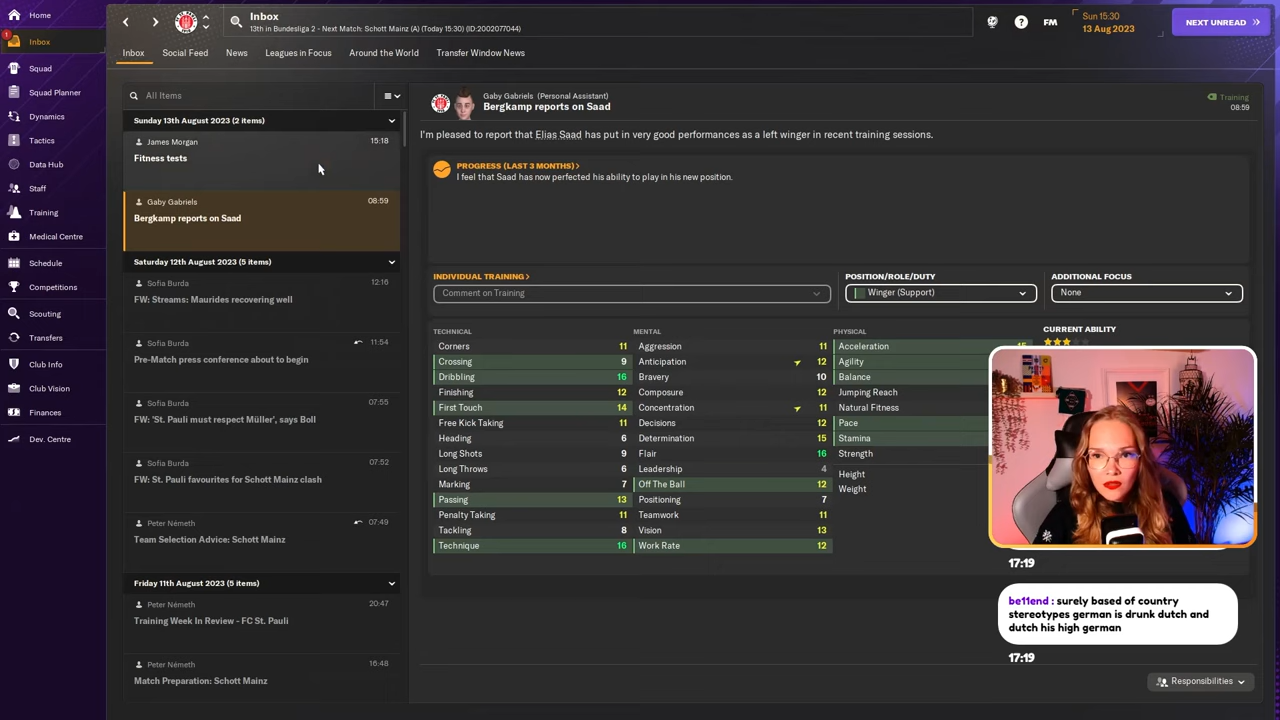 Home
1
Inbox
Squad
Squad Planner
Dynamics
Tactics
Data Hub
Staff
Training
Medical Centre
Schedule
Competitions
Scouting
Transfers
Club Info
Club Vision
Finances
Dev. Centre
Inbox
13th in Bundesliga 2 - Next Match: Schott Mainz (A) (Today 15:30) (ID:2002077044)
?
FM
Sun 15:30
13 Aug 2023
NEXT UNREAD
Inbox
Social Feed
News
Leagues in Focus
Around the World
Transfer Window News
All Items
Sunday 13th August 2023 (2 items)
James Morgan 15:18
Fitness tests
Gaby Gabriels 08:59
Bergkamp reports on Saad
Saturday 12th August 2023 (5 items)
Sofia Burda 12:16
FW: Streams: Maurides recovering well
Sofia Burda 11:54
Pre-Match press conference about to begin
Sofia Burda 07:55
FW: 'St. Pauli must respect Müller', says Boll
Sofia Burda 07:52
FW: St. Pauli favourites for Schott Mainz clash
Peter Németh 07:49
Team Selection Advice: Schott Mainz
Friday 11th August 2023 (5 items)
Peter Németh 20:47
Training Week In Review - FC St. Pauli
Peter Németh 16:48
Match Preparation: Schott Mainz
Gaby Gabriels (Personal Assistant)
Bergkamp reports on Saad
Training
08:59
I'm pleased to report that Elias Saad has put in very good performances as a left winger in recent training sessions.
PROGRESS (LAST 3 MONTHS) >
I feel that Saad has now perfected his ability to play in his new position.
INDIVIDUAL TRAINING >
Comment on Training
POSITION/ROLE/DUTY
Winger (Support)
ADDITIONAL FOCUS
None
TECHNICAL
Corners 11
Crossing 9
Dribbling 16
Finishing 12
First Touch 14
Free Kick Taking 11
Heading 6
Long Shots 9
Long Throws 6
Marking 7
Passing 13
Penalty Taking 11
Tackling 8
Technique 16
MENTAL
Aggression 11
Anticipation 12
Bravery 10
Composure 12
Concentration 11
Decisions 12
Determination 15
Flair 16
Leadership 4
Off The Ball 12
Positioning 7
Teamwork 11
Vision 13
Work Rate 12
PHYSICAL
Acceleration
Agility
Balance
Jumping Reach
Natural Fitness
Pace
Stamina
Strength
Height
Weight
CURRENT ABILITY
17:19
be11end : surely based of country
stereotypes german is drunk dutch and
dutch his high german
17:19
Responsibilities